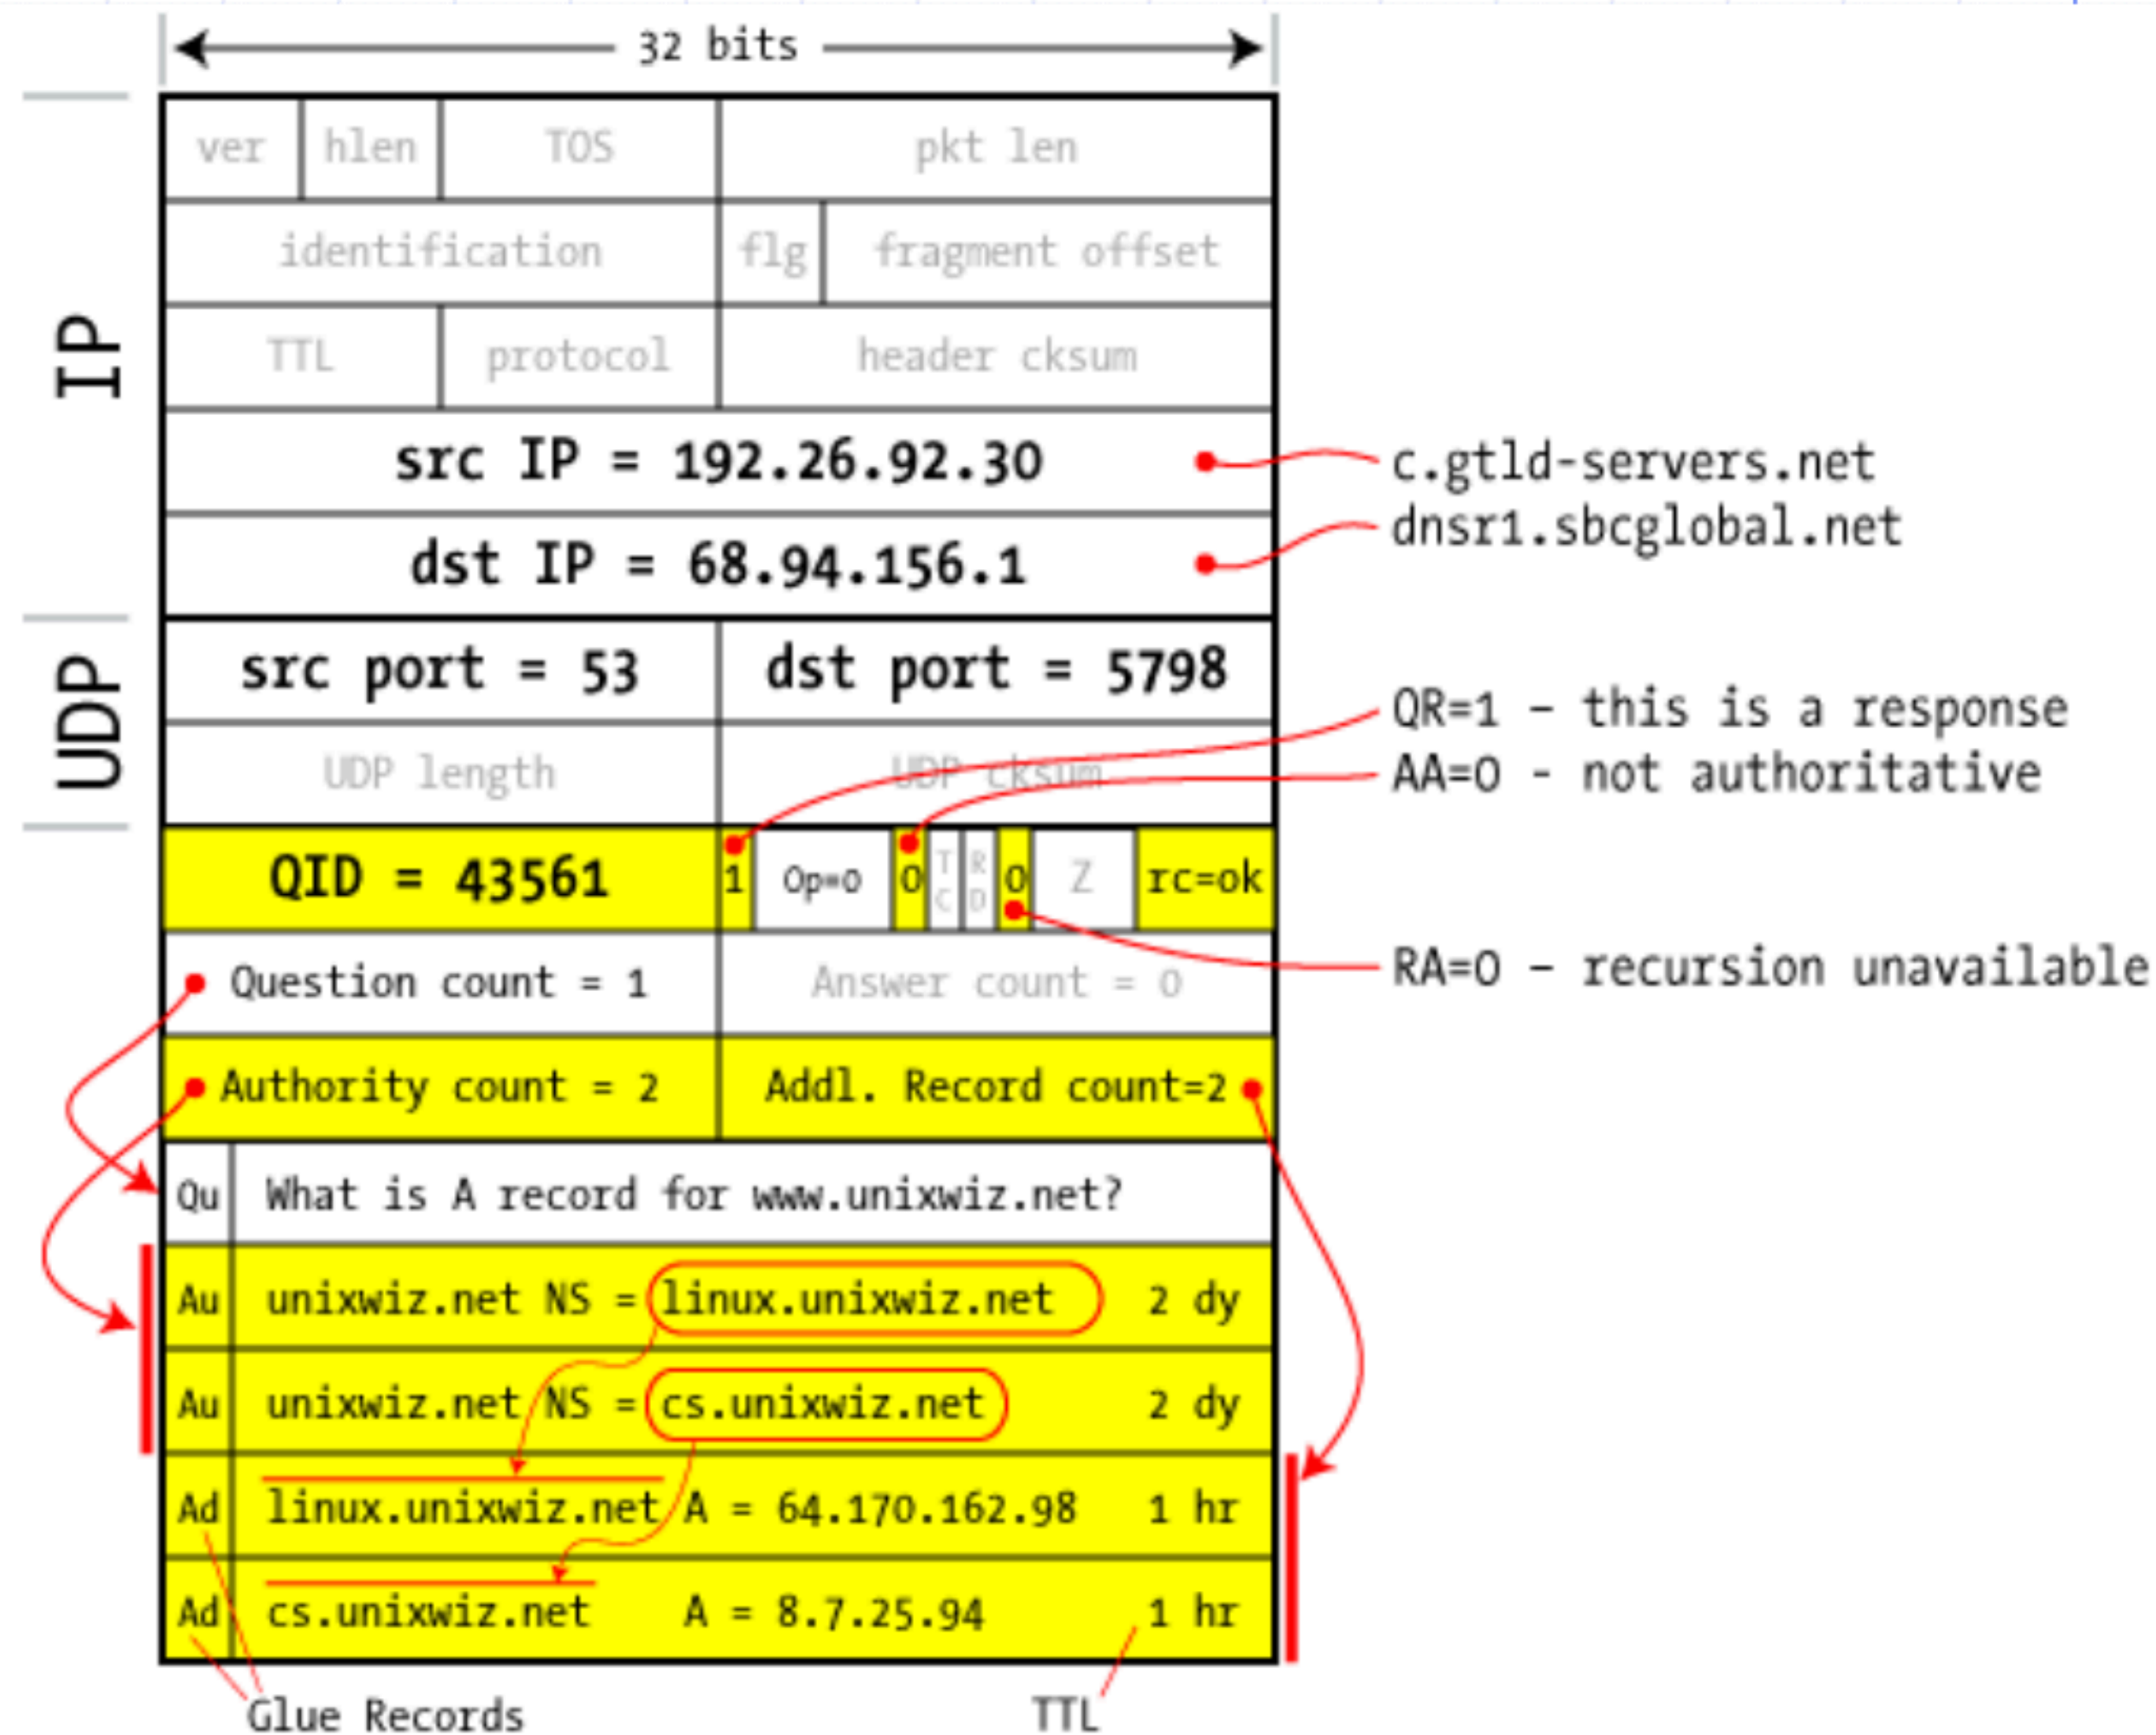 32 bits
IP
ver hlen TOS pkt len
identification flg fragment offset
TTL protocol header cksum
src IP = 192.26.92.30
c.gtld-servers.net
dst IP = 68.94.156.1
dnsr1.sbcglobal.net
UDP
src port = 53 dst port = 5798
QR=1 – this is a response
UDP length UDP cksum
AA=0 - not authoritative
QID = 43561 1 Op=0 0 TC RD 0 Z rc=ok
RA=0 – recursion unavailable
Question count = 1 Answer count = 0
Authority count = 2 Addl. Record count=2
Qu What is A record for www.unixwiz.net?
Au unixwiz.net NS = linux.unixwiz.net 2 dy
Au unixwiz.net NS = cs.unixwiz.net 2 dy
Ad linux.unixwiz.net A = 64.170.162.98 1 hr
Ad cs.unixwiz.net A = 8.7.25.94 1 hr
Glue Records TTL